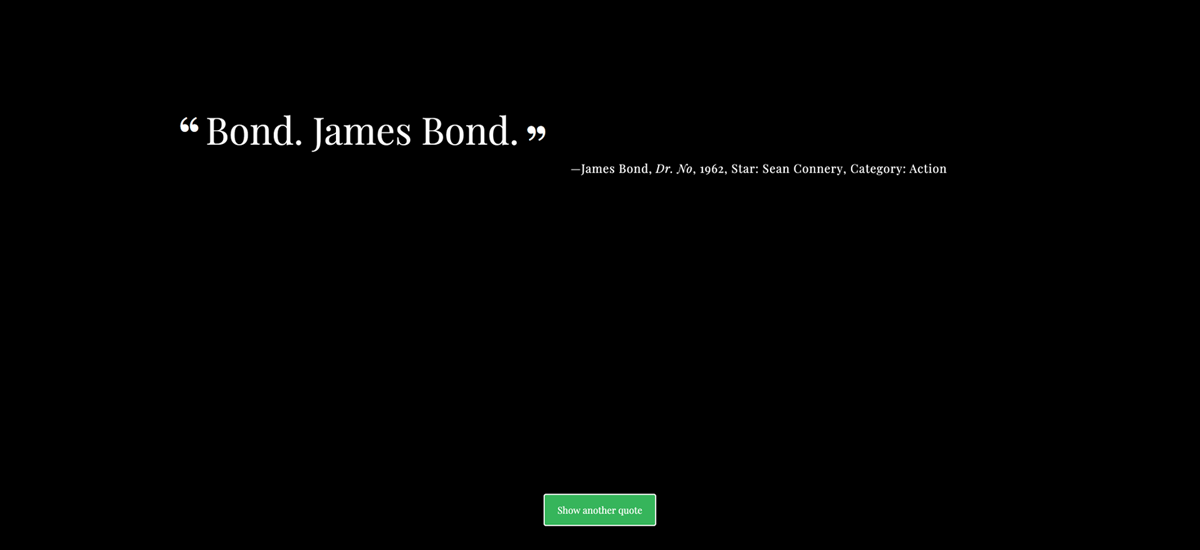 “ Bond. James Bond. ”
—James Bond, Dr. No, 1962, Star: Sean Connery, Category: Action
Show another quote